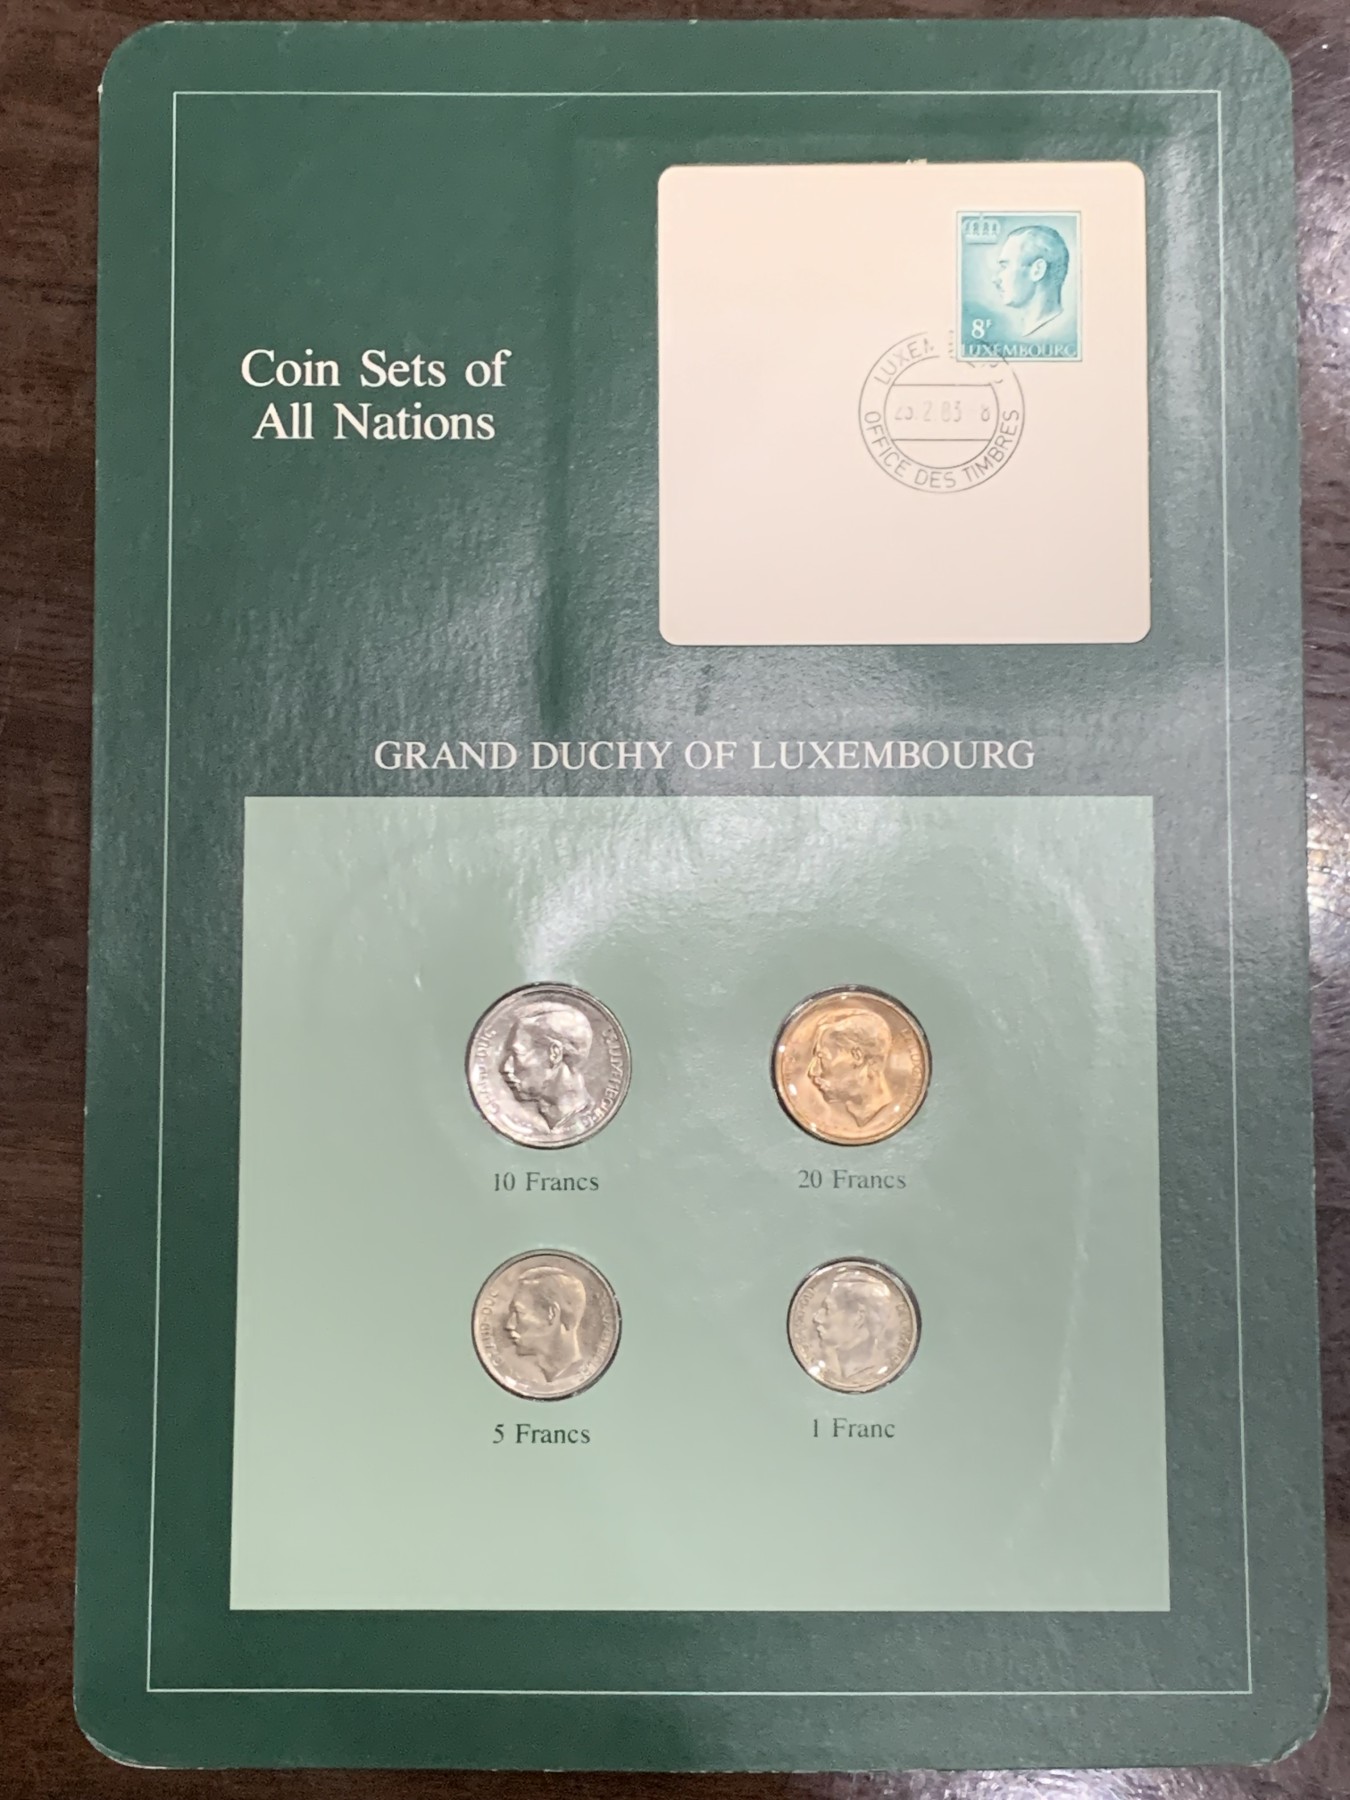 Coin Sets of
All Nations
8F
LUXEMBOURG
OFFICE DES TIMBRES
GRAND DUCHY OF LUXEMBOURG
10 Francs
20 Francs
5 Francs
1 Franc